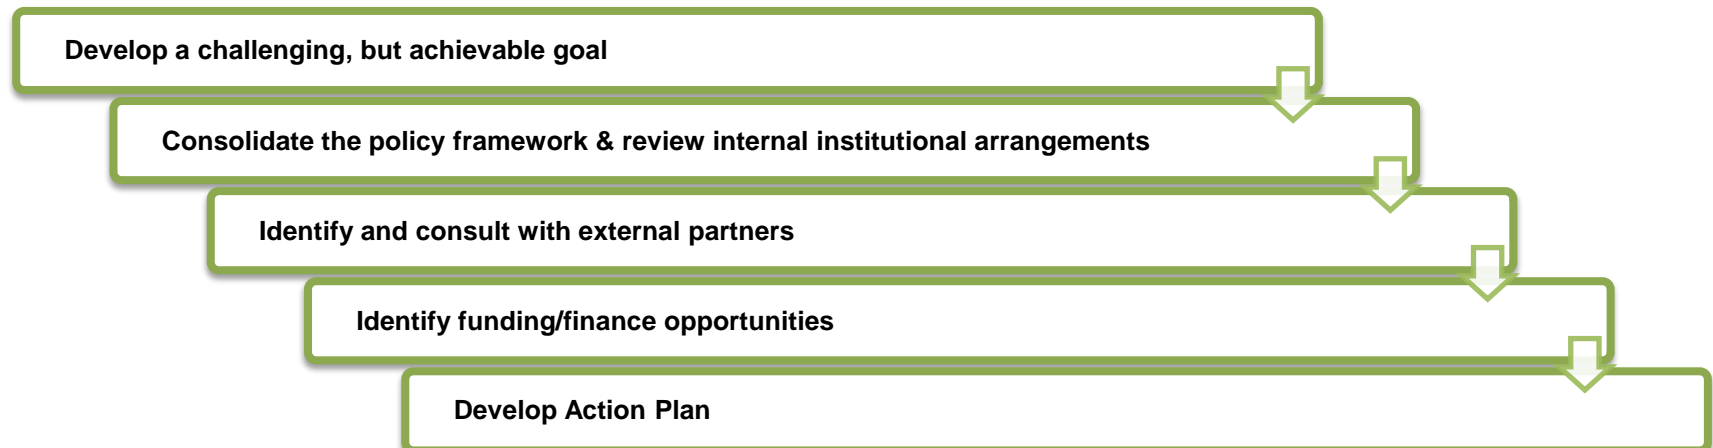 Develop a challenging, but achievable goal
Consolidate the policy framework & review internal institutional arrangements
Identify and consult with external partners
Identify funding/finance opportunities
Develop Action Plan